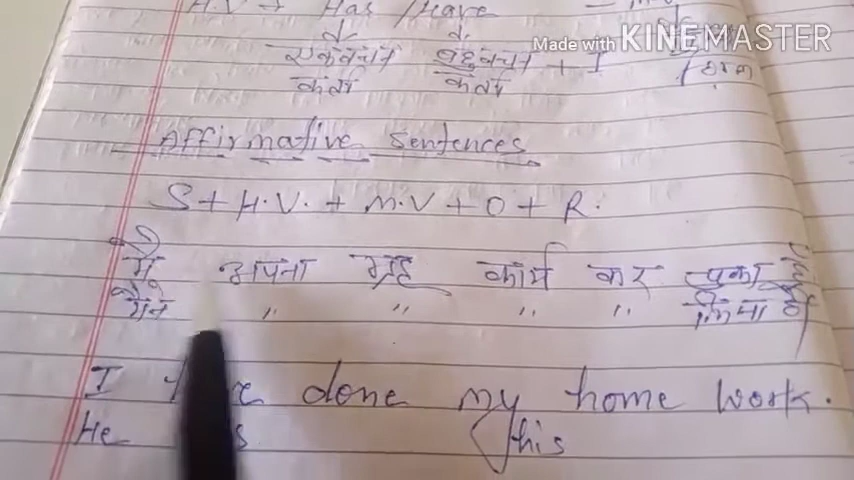 H.V → Has / Have = M.V
Made with KINEMASTER
एकवचन बहुवचन + I
कर्ता कर्ता
Affirmative Sentences
S + H.V. + M.V + O + R.
मैं अपना ग्रह कार्य कर चुका
मैंने " " " "
I done my home work.
He his